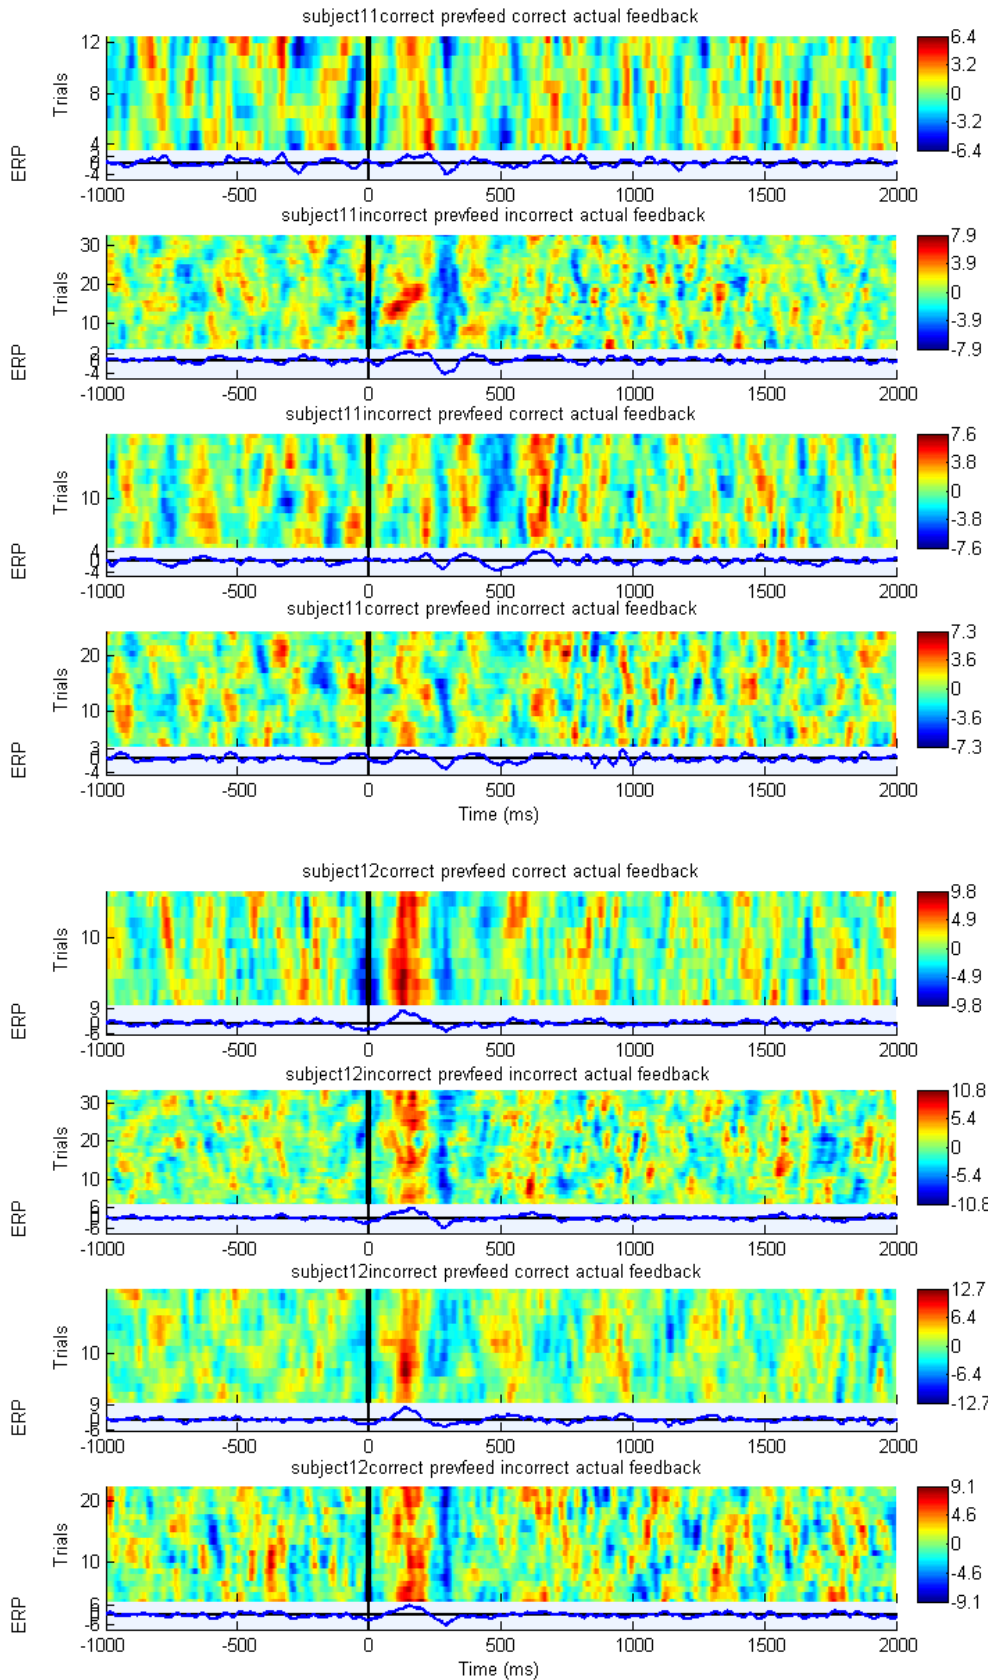 subject11correct prevfeed correct actual feedback
12
8
4
Trials
ERP
-4
6.4
3.2
0
-3.2
-6.4
-1000 -500 0 500 1000 1500 2000
subject11incorrect prevfeed incorrect actual feedback
30
20
10
Trials
ERP
-4
7.9
3.9
0
-3.9
-7.9
-1000 -500 0 500 1000 1500 2000
subject11incorrect prevfeed correct actual feedback
10
Trials
ERP
4
0
-4
7.6
3.8
0
-3.8
-7.6
-1000 -500 0 500 1000 1500 2000
subject11correct prevfeed incorrect actual feedback
20
10
Trials
ERP
3
0
-4
7.3
3.6
0
-3.6
-7.3
-1000 -500 0 500 1000 1500 2000
Time (ms)
subject12correct prevfeed correct actual feedback
10
Trials
ERP
9
0
9.8
4.9
0
-4.9
-9.8
-1000 -500 0 500 1000 1500 2000
subject12incorrect prevfeed incorrect actual feedback
30
20
10
Trials
ERP
6
10.8
5.4
0
-5.4
-10.8
-1000 -500 0 500 1000 1500 2000
subject12incorrect prevfeed correct actual feedback
10
Trials
ERP
9
0
12.7
6.4
0
-6.4
-12.7
-1000 -500 0 500 1000 1500 2000
subject12correct prevfeed incorrect actual feedback
20
10
Trials
ERP
6
9.1
4.6
0
-4.6
-9.1
-1000 -500 0 500 1000 1500 2000
Time (ms)